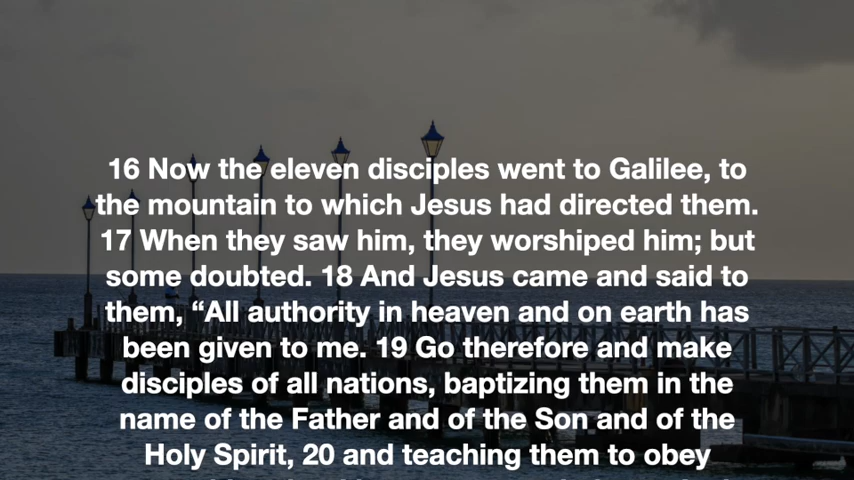 16 Now the eleven disciples went to Galilee, to
the mountain to which Jesus had directed them.
17 When they saw him, they worshiped him; but
some doubted. 18 And Jesus came and said to
them, “All authority in heaven and on earth has
been given to me. 19 Go therefore and make
disciples of all nations, baptizing them in the
name of the Father and of the Son and of the
Holy Spirit, 20 and teaching them to obey